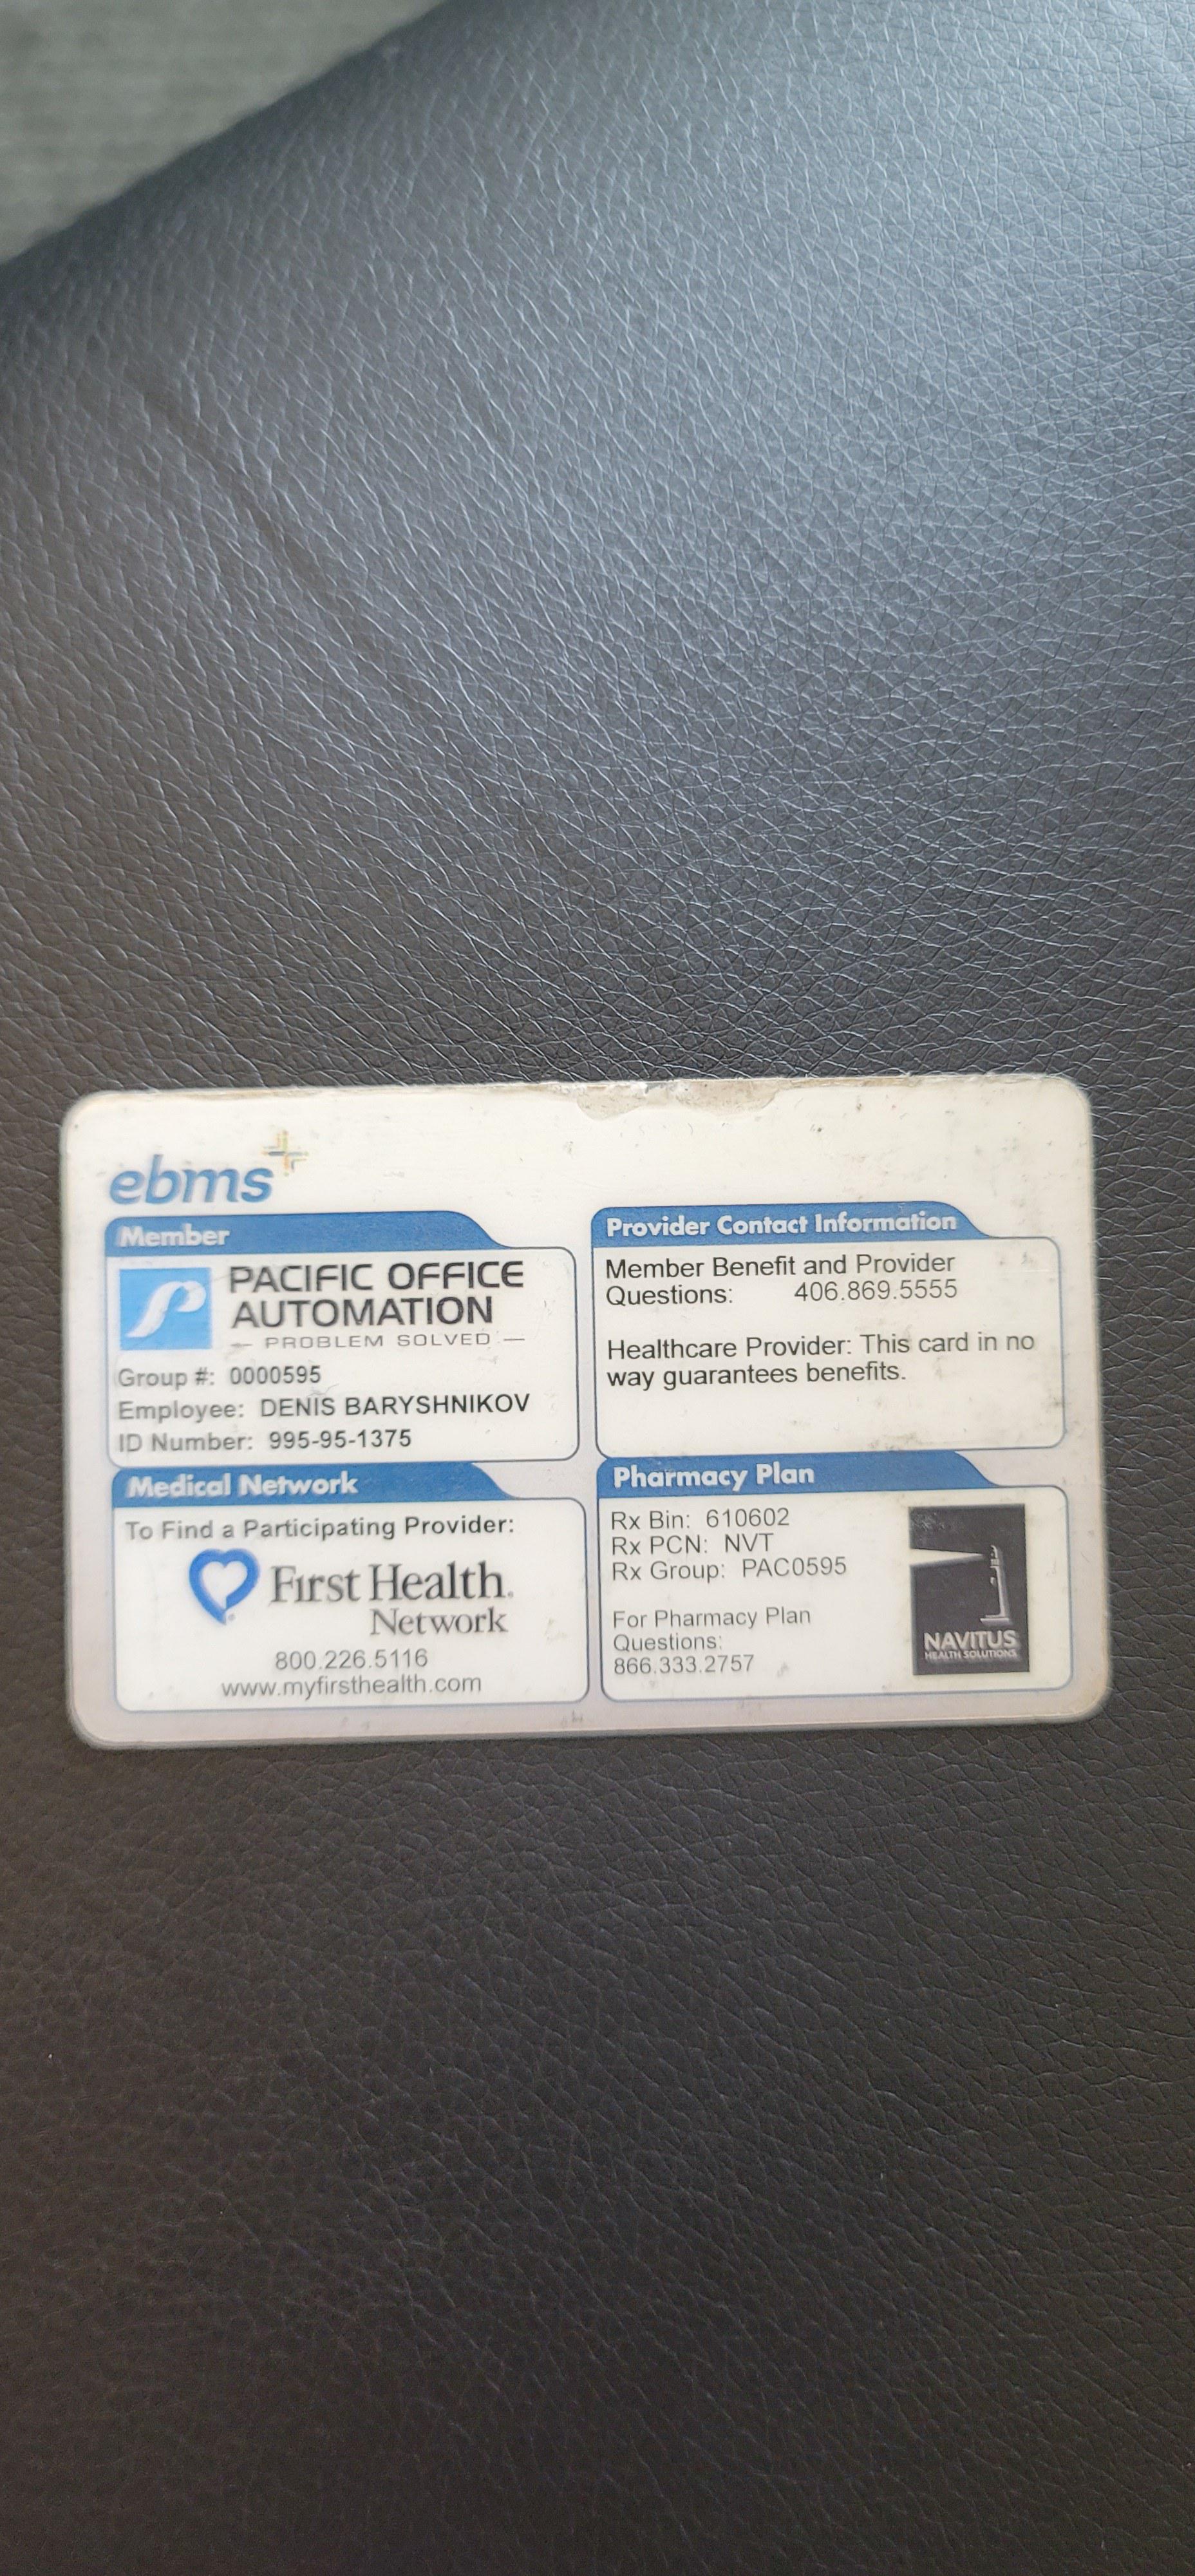 ebms
Member
PACIFIC OFFICE
AUTOMATION
— PROBLEM SOLVED —
Group #: 0000595
Employee: DENIS BARYSHNIKOV
ID Number: 995-95-1375
Provider Contact Information
Member Benefit and Provider
Questions: 406.869.5555
Healthcare Provider: This card in no
way guarantees benefits.
Medical Network
To Find a Participating Provider:
First Health®
Network
800.226.5116
www.myfirsthealth.com
Pharmacy Plan
Rx Bin: 610602
Rx PCN: NVT
Rx Group: PAC0595
For Pharmacy Plan
Questions:
866.333.2757
NAVITUS
HEALTH SOLUTIONS